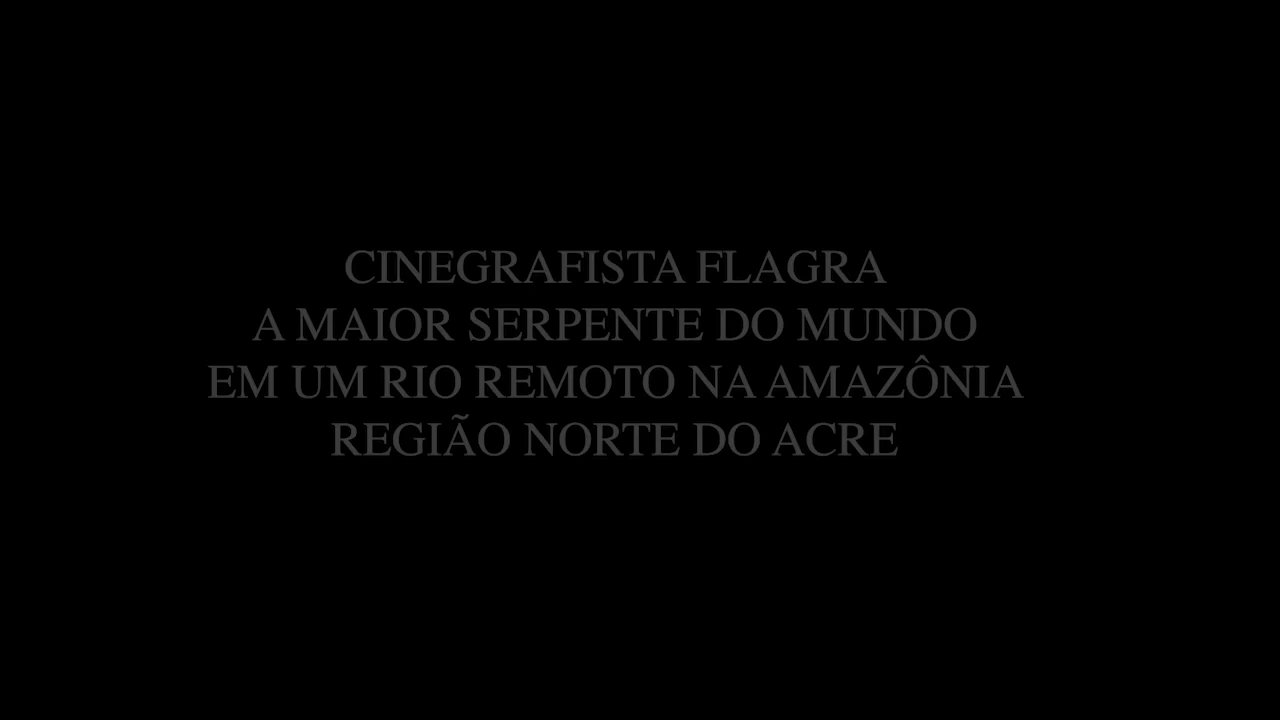 CINEGRAFISTA FLAGRA
A MAIOR SERPENTE DO MUNDO
EM UM RIO REMOTO NA AMAZÔNIA
REGIÃO NORTE DO ACRE